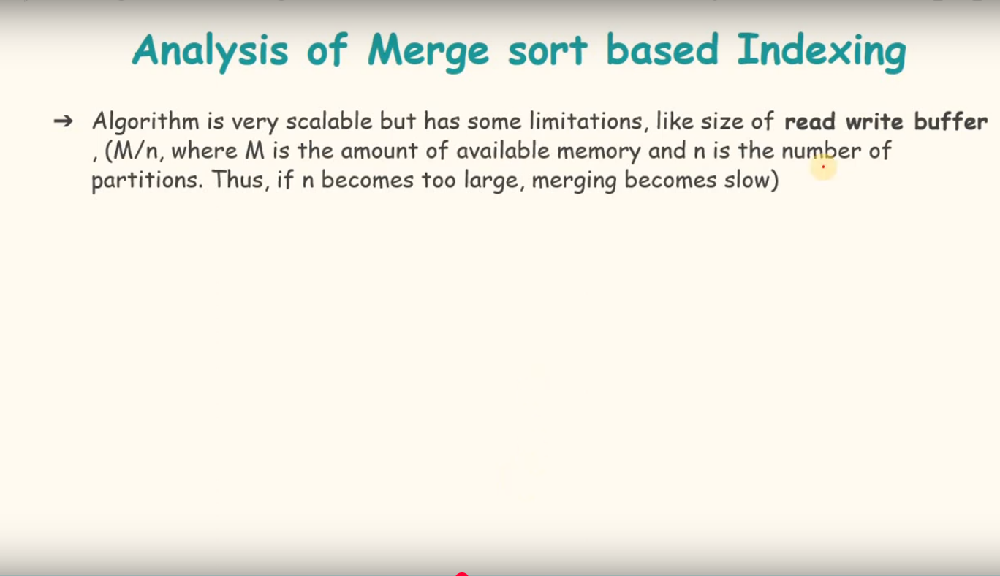 Analysis of Merge sort based Indexing
➔ Algorithm is very scalable but has some limitations, like size of read write buffer
, (M/n, where M is the amount of available memory and n is the number of
partitions. Thus, if n becomes too large, merging becomes slow)